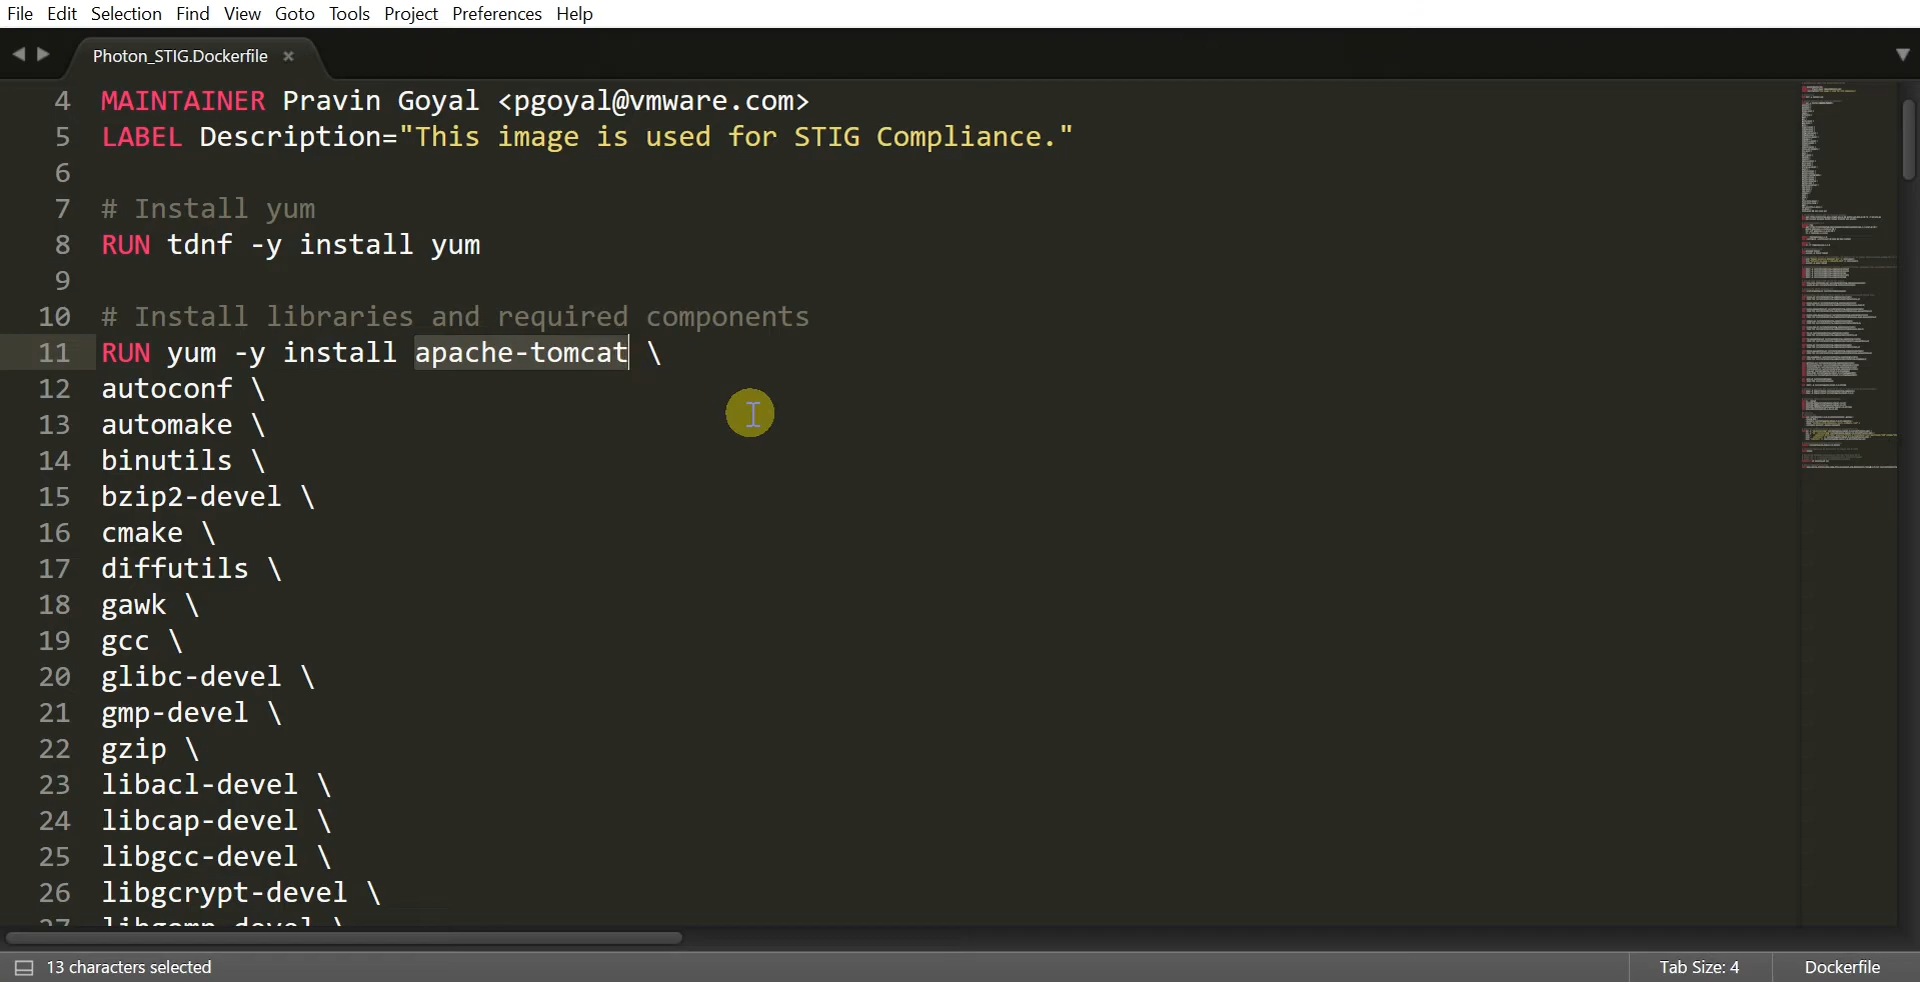 File Edit Selection Find View Goto Tools Project Preferences Help
Photon_STIG.Dockerfile
4 MAINTAINER Pravin Goyal <pgoyal@vmware.com>
5 LABEL Description="This image is used for STIG Compliance."
6
7 # Install yum
8 RUN tdnf -y install yum
9
10 # Install libraries and required components
11 RUN yum -y install apache-tomcat \
12 autoconf \
13 automake \
14 binutils \
15 bzip2-devel \
16 cmake \
17 diffutils \
18 gawk \
19 gcc \
20 glibc-devel \
21 gmp-devel \
22 gzip \
23 libacl-devel \
24 libcap-devel \
25 libgcc-devel \
26 libgcrypt-devel \
27 libgomp-devel \
13 characters selected Tab Size: 4 Dockerfile